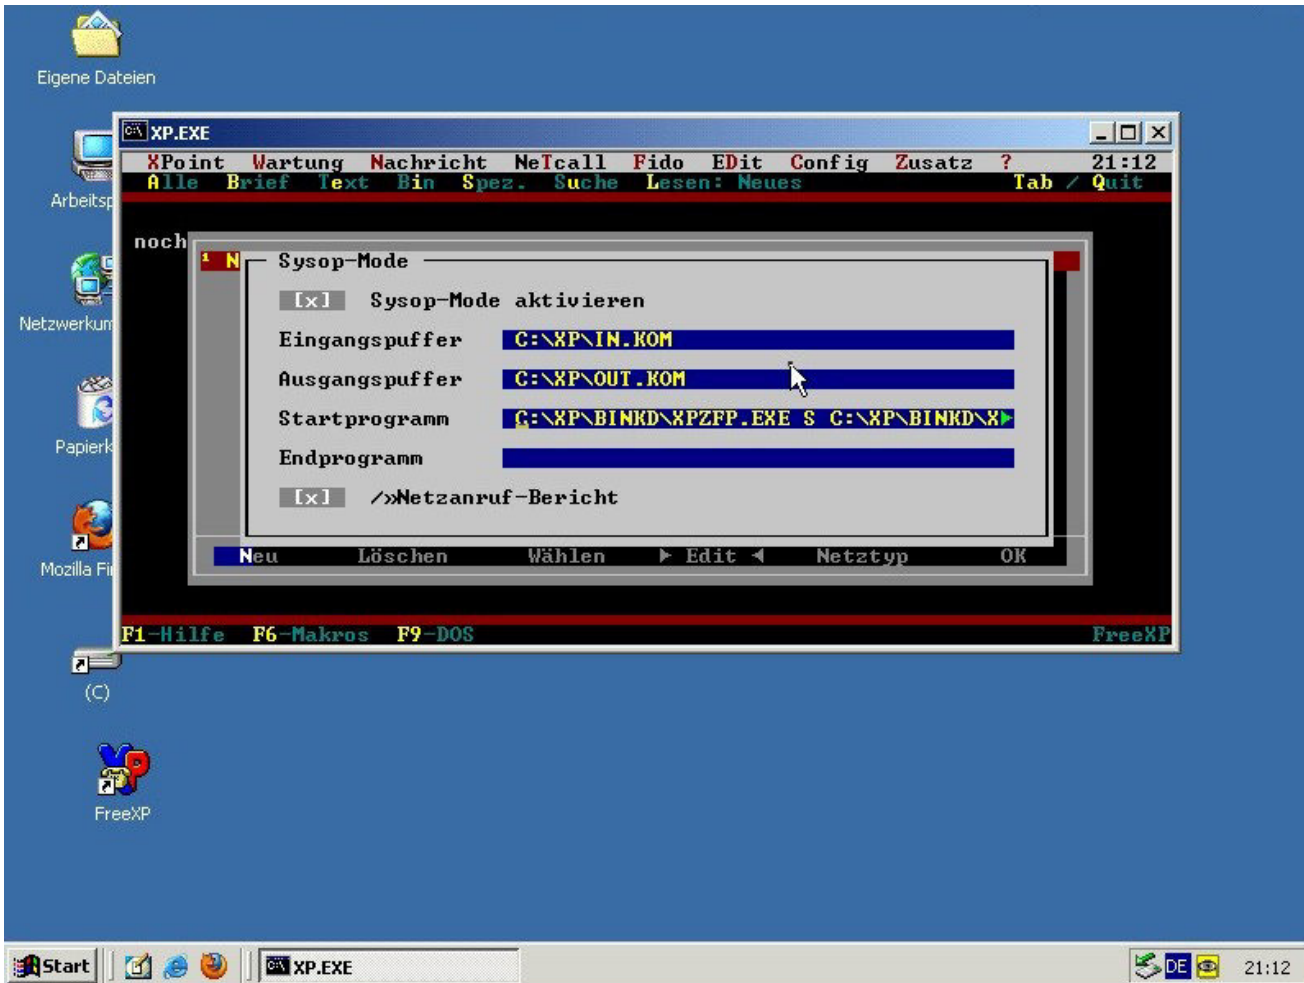 Eigene Dateien
XP.EXE
XPoint Wartung Nachricht NeTcall Fido EDit Config Zusatz ? 21:12
Alle Brief Text Bin Spez. Suche Lesen: Neues Tab / Quit
Arbeitsp
noch
1 N
Sysop-Mode
[x] Sysop-Mode aktivieren
Netzwerkum
Eingangspuffer C:\XP\IN.KOM
Ausgangspuffer C:\XP\OUT.KOM
Startprogramm C:\XP\BINKD\XPZFP.EXE S C:\XP\BINKD\X►
Papierk
Endprogramm
[x] /»Netzanruf-Bericht
Neu Löschen Wählen ► Edit ◄ Netztyp OK
Mozilla Fi
F1-Hilfe F6-Makros F9-DOS FreeXP
(C)
FreeXP
Start XP.EXE DE 21:12